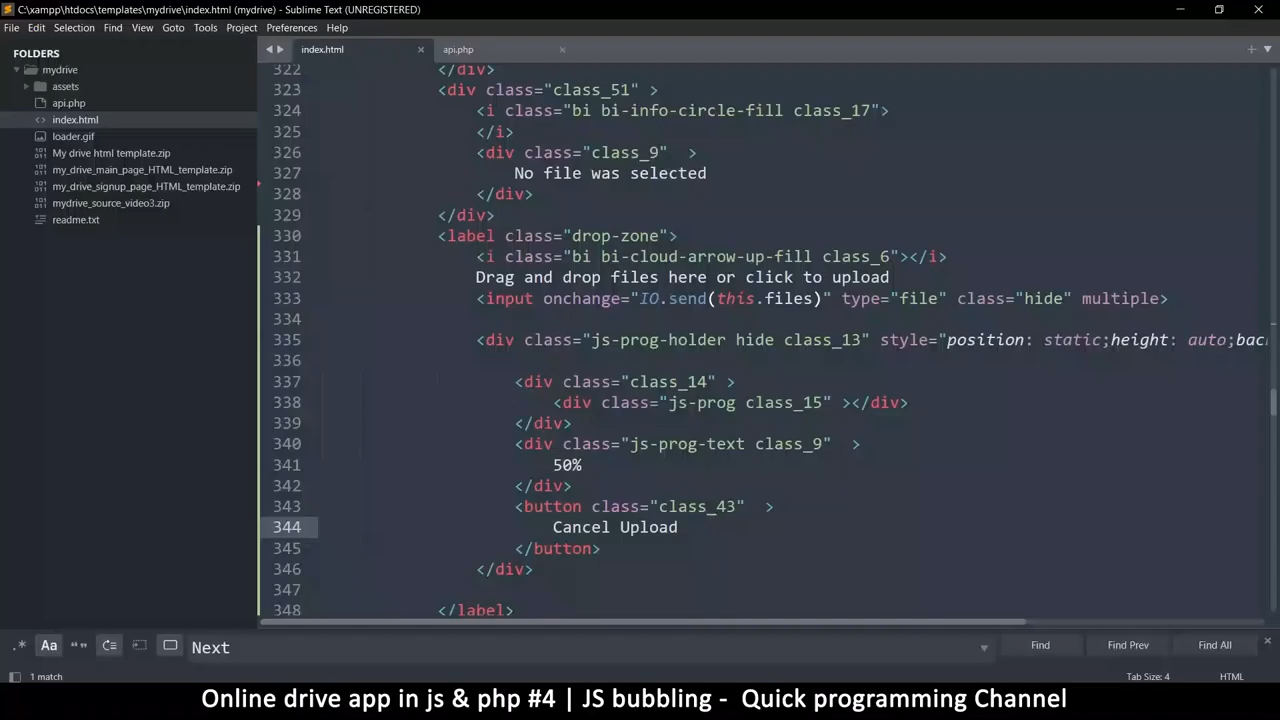 C:\xampp\htdocs\templates\mydrive\index.html (mydrive) - Sublime Text (UNREGISTERED)
File Edit Selection Find View Goto Tools Project Preferences Help
FOLDERS
mydrive
assets
api.php
index.html
loader.gif
My drive html template.zip
my_drive_main_page_HTML_template.zip
my_drive_signup_page_HTML_template.zip
mydrive_source_video3.zip
readme.txt
index.html api.php
322 </div>
323 <div class="class_51" >
324 <i class="bi bi-info-circle-fill class_17">
325 </i>
326 <div class="class_9"  >
327 No file was selected
328 </div>
329 </div>
330 <label class="drop-zone">
331 <i class="bi bi-cloud-arrow-up-fill class_6"></i>
332 Drag and drop files here or click to upload
333 <input onchange="IO.send(this.files)" type="file" class="hide" multiple>
334
335 <div class="js-prog-holder hide class_13" style="position: static;height: auto;bac
336
337 <div class="class_14" >
338 <div class="js-prog class_15" ></div>
339 </div>
340 <div class="js-prog-text class_9"  >
341 50%
342 </div>
343 <button class="class_43"  >
344 Cancel Upload
345 </button>
346 </div>
347
348 </label>
.* Aa “” Next Find Find Prev Find All
1 match Tab Size: 4 HTML
Online drive app in js & php #4 | JS bubbling -  Quick programming Channel